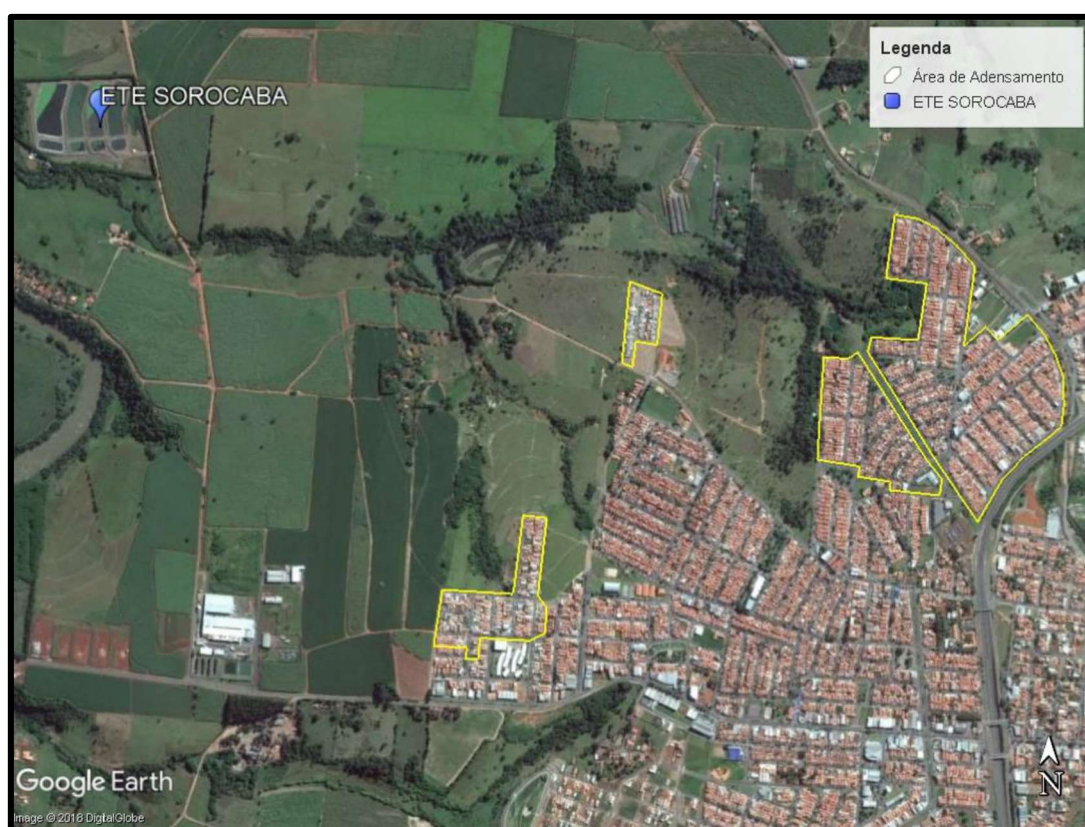 Legenda
Área de Adensamento
ETE SOROCABA
ETE SOROCABA
N
Google Earth
Image © 2018 DigitalGlobe